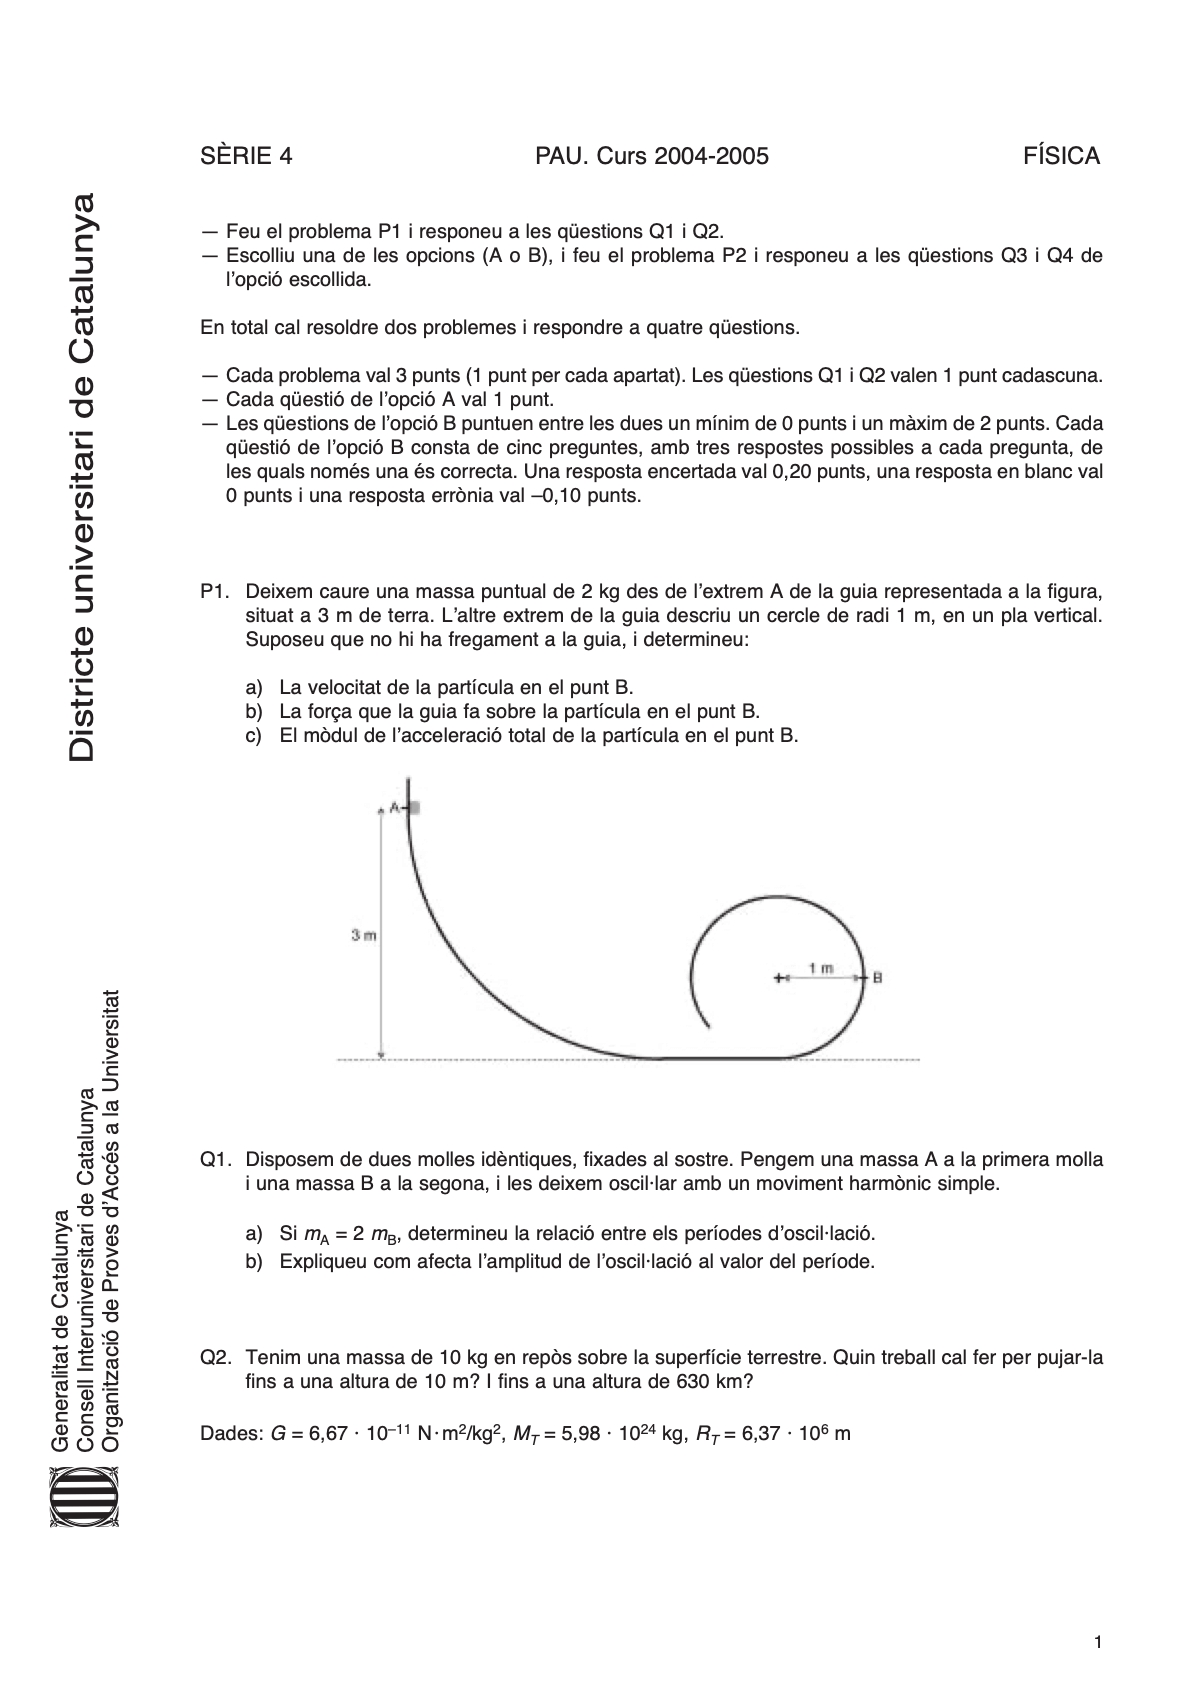 SÈRIE 4 PAU. Curs 2004-2005 FÍSICA
— Feu el problema P1 i responeu a les qüestions Q1 i Q2.
— Escolliu una de les opcions (A o B), i feu el problema P2 i responeu a les qüestions Q3 i Q4 de
l'opció escollida.
En total cal resoldre dos problemes i respondre a quatre qüestions.
— Cada problema val 3 punts (1 punt per cada apartat). Les qüestions Q1 i Q2 valen 1 punt cadascuna.
— Cada qüestió de l'opció A val 1 punt.
— Les qüestions de l'opció B puntuen entre les dues un mínim de 0 punts i un màxim de 2 punts. Cada
qüestió de l'opció B consta de cinc preguntes, amb tres respostes possibles a cada pregunta, de
les quals només una és correcta. Una resposta encertada val 0,20 punts, una resposta en blanc val
0 punts i una resposta errònia val –0,10 punts.
P1. Deixem caure una massa puntual de 2 kg des de l'extrem A de la guia representada a la figura,
situat a 3 m de terra. L'altre extrem de la guia descriu un cercle de radi 1 m, en un pla vertical.
Suposeu que no hi ha fregament a la guia, i determineu:
a) La velocitat de la partícula en el punt B.
b) La força que la guia fa sobre la partícula en el punt B.
c) El mòdul de l'acceleració total de la partícula en el punt B.
A
3 m
1 m
B
Q1. Disposem de dues molles idèntiques, fixades al sostre. Pengem una massa A a la primera molla
i una massa B a la segona, i les deixem oscil·lar amb un moviment harmònic simple.
a) Si mA = 2 mB, determineu la relació entre els períodes d'oscil·lació.
b) Expliqueu com afecta l'amplitud de l'oscil·lació al valor del període.
Q2. Tenim una massa de 10 kg en repòs sobre la superfície terrestre. Quin treball cal fer per pujar-la
fins a una altura de 10 m? I fins a una altura de 630 km?
Dades: G = 6,67 · 10⁻¹¹ N·m²/kg², MT = 5,98 · 10²⁴ kg, RT = 6,37 · 10⁶ m
Districte universitari de Catalunya
Generalitat de Catalunya
Consell Interuniversitari de Catalunya
Organització de Proves d'Accés a la Universitat
1